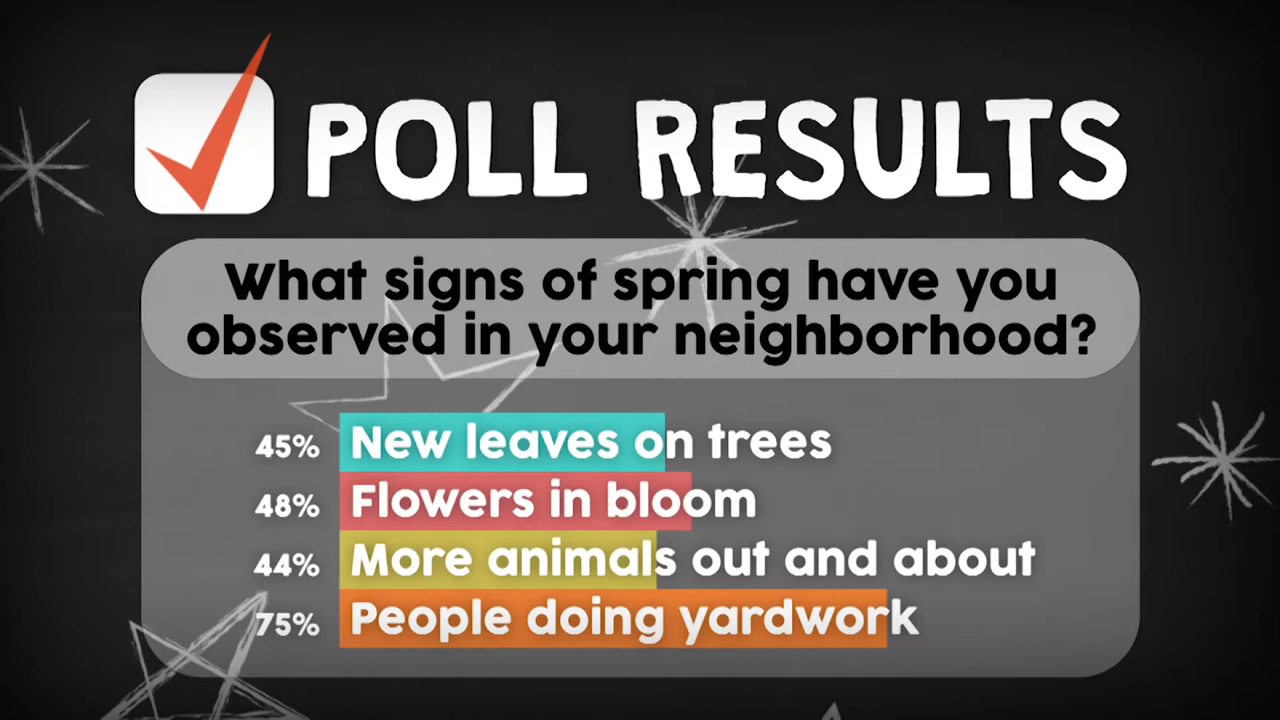 POLL RESULTS
What signs of spring have you
observed in your neighborhood?
45% New leaves on trees
48% Flowers in bloom
44% More animals out and about
75% People doing yardwork